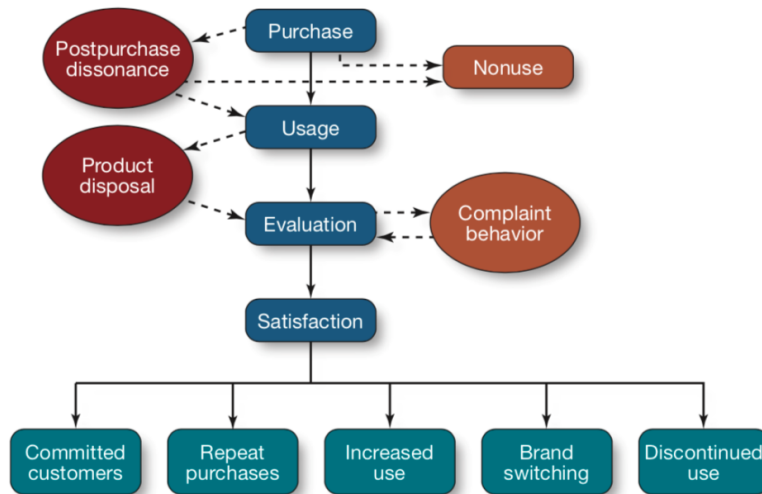 Purchase
Postpurchase
dissonance
Nonuse
Usage
Product
disposal
Evaluation
Complaint
behavior
Satisfaction
Committed
customers
Repeat
purchases
Increased
use
Brand
switching
Discontinued
use